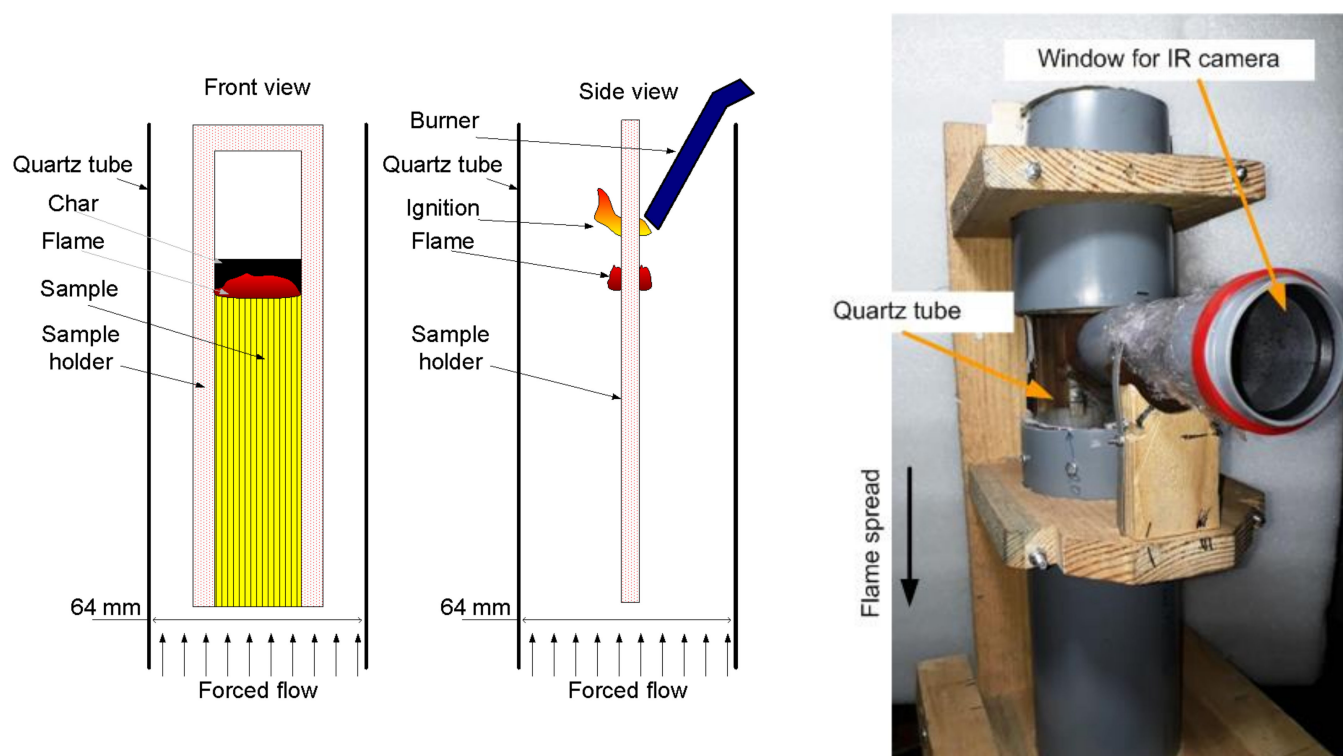 Front view
Quartz tube
Char
Flame
Sample
Sample
holder
64 mm
Forced flow
Side view
Burner
Quartz tube
Ignition
Flame
Sample
holder
64 mm
Forced flow
Window for IR camera
Quartz tube
Flame spread